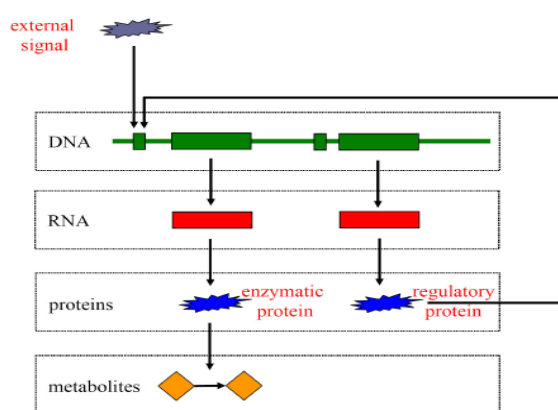 external
signal
DNA
RNA
proteins
enzymatic
protein
regulatory
protein
metabolites